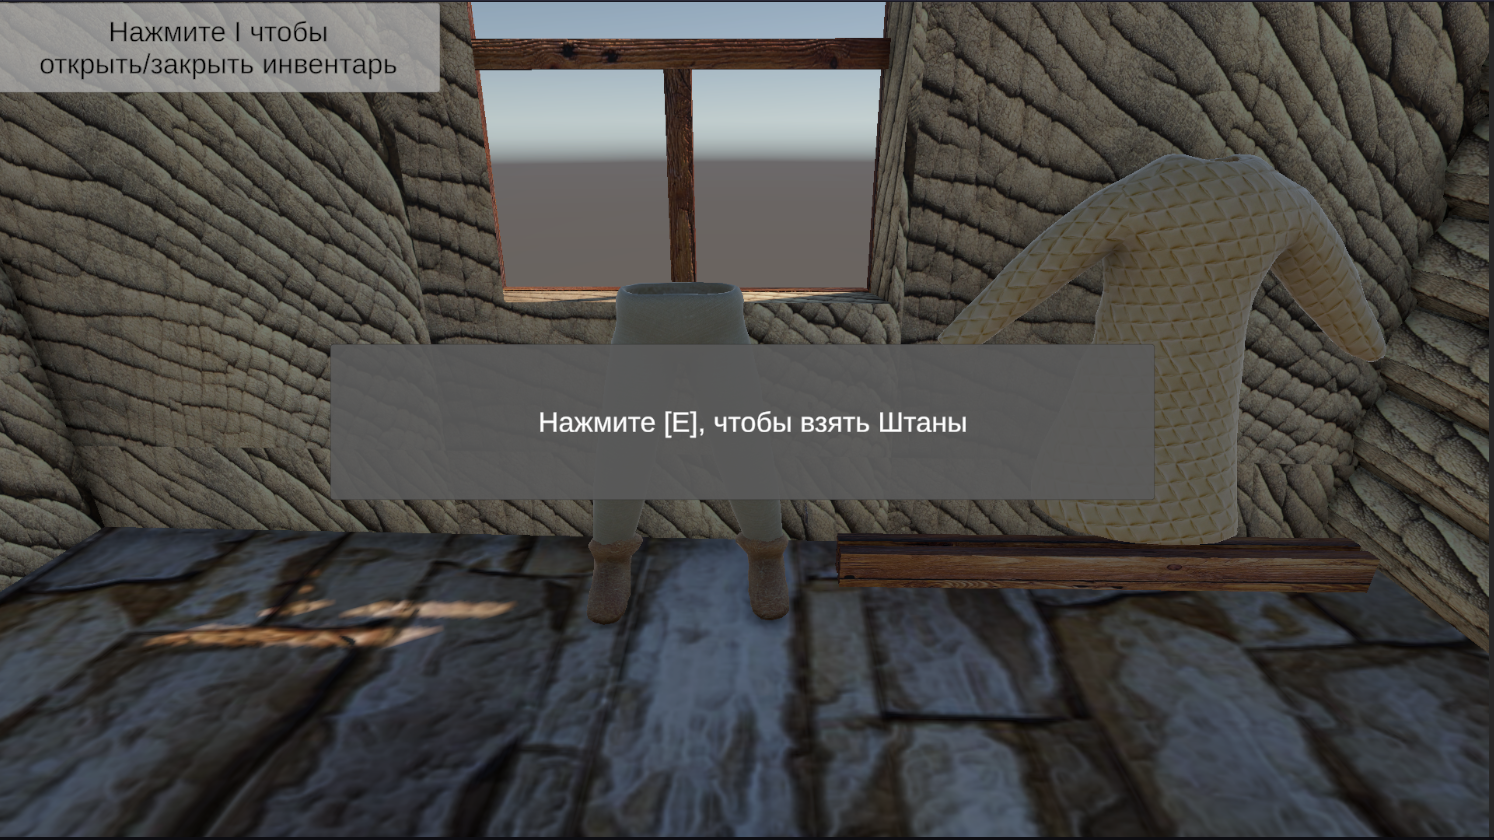 Нажмите I чтобы
открыть/закрыть инвентарь
Нажмите [E], чтобы взять Штаны